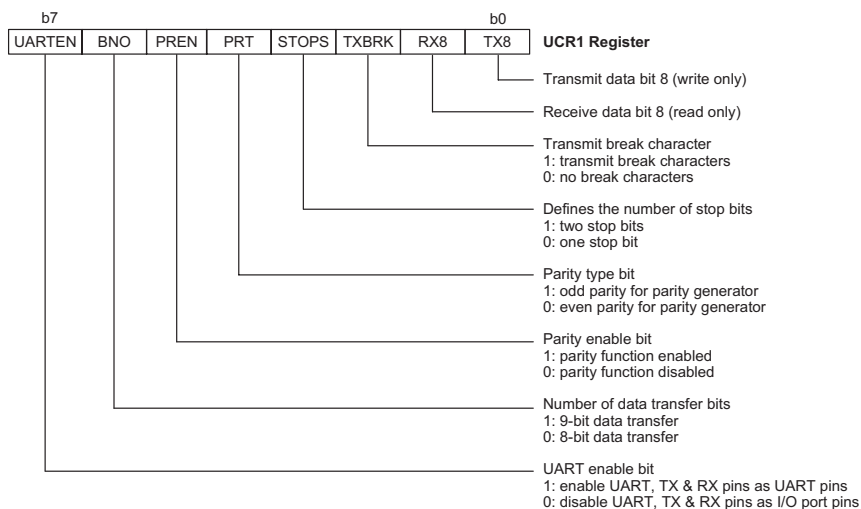 b7 b0
UARTEN BNO PREN PRT STOPS TXBRK RX8 TX8 UCR1 Register
Transmit data bit 8 (write only)
Receive data bit 8 (read only)
Transmit break character
1: transmit break characters
0: no break characters
Defines the number of stop bits
1: two stop bits
0: one stop bit
Parity type bit
1: odd parity for parity generator
0: even parity for parity generator
Parity enable bit
1: parity function enabled
0: parity function disabled
Number of data transfer bits
1: 9-bit data transfer
0: 8-bit data transfer
UART enable bit
1: enable UART, TX & RX pins as UART pins
0: disable UART, TX & RX pins as I/O port pins